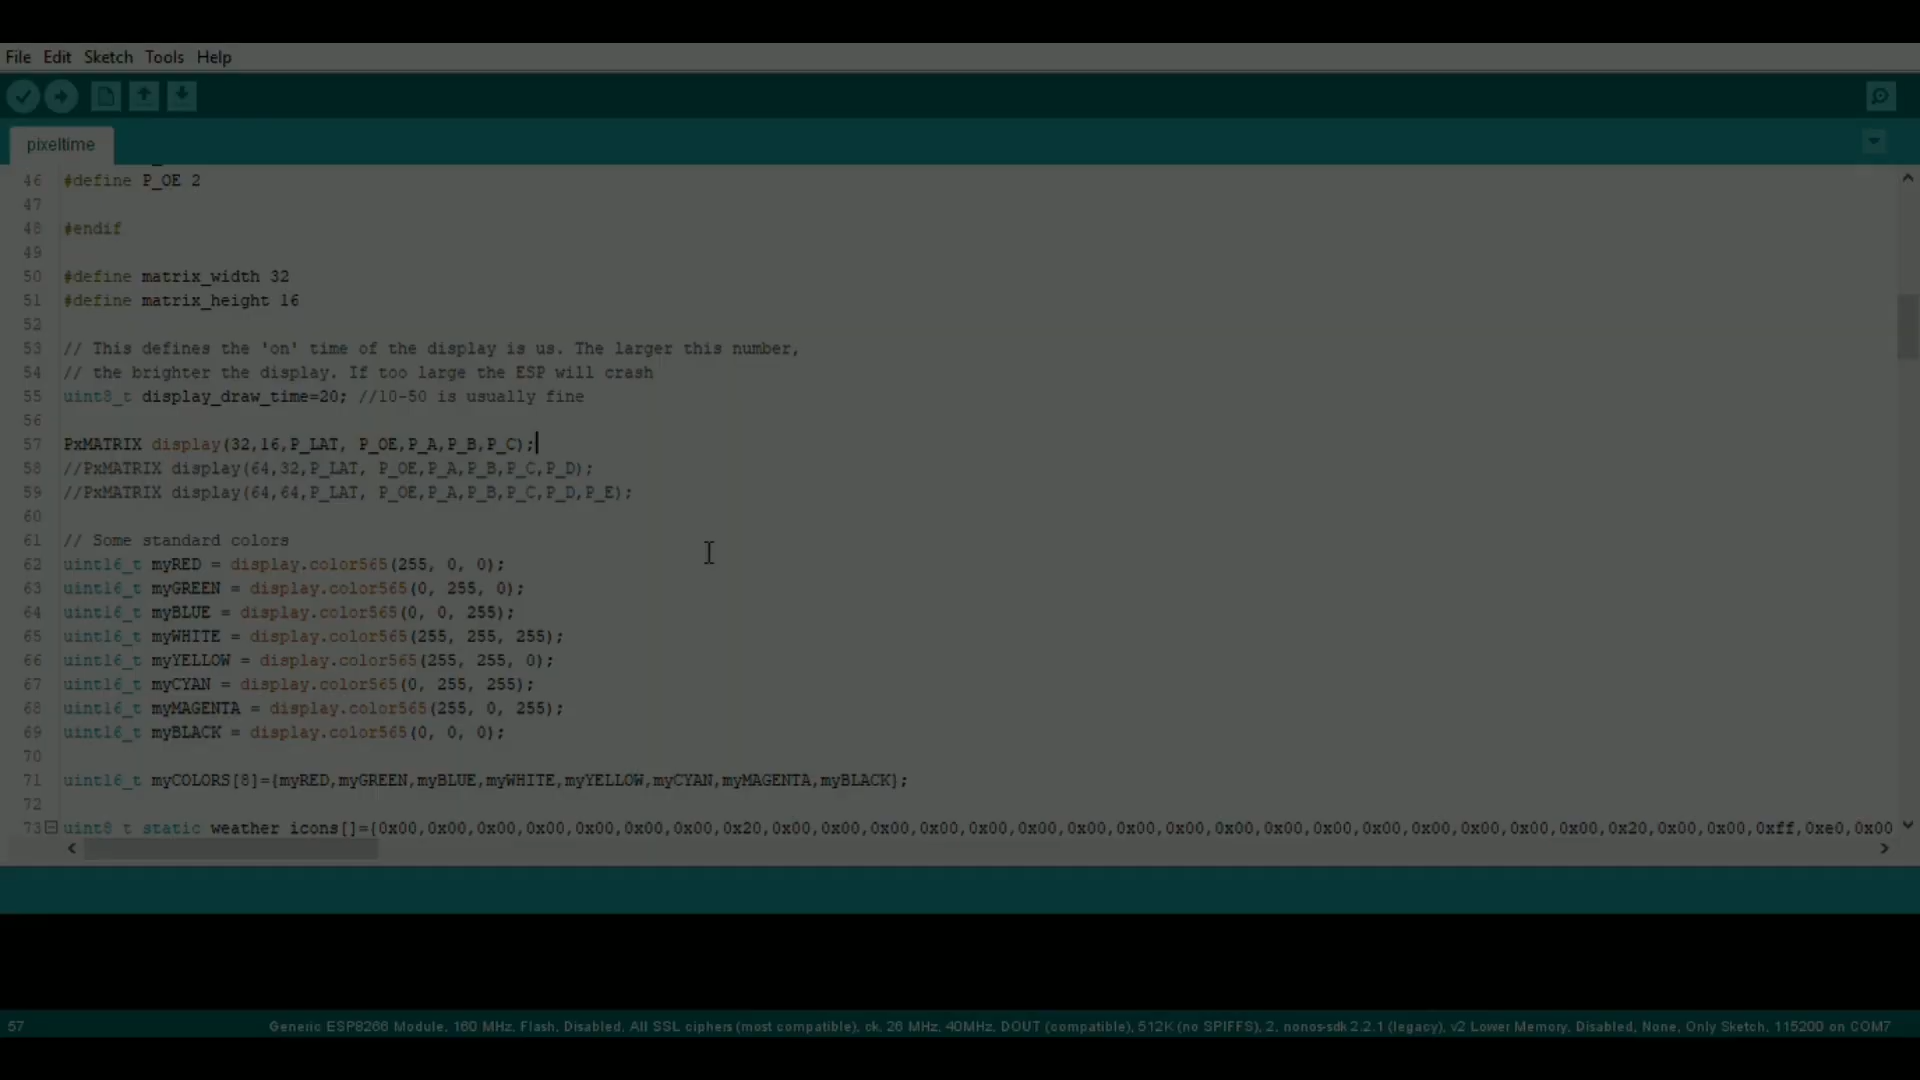 File Edit Sketch Tools Help
pixeltime
46 #define P_OE 2
47
48 #endif
49
50 #define matrix_width 32
51 #define matrix_height 16
52
53 // This defines the 'on' time of the display is us. The larger this number,
54 // the brighter the display. If too large the ESP will crash
55 uint8_t display_draw_time=20; //10-50 is usually fine
56
57 PxMATRIX display(32,16,P_LAT, P_OE,P_A,P_B,P_C);
58 //PxMATRIX display(64,32,P_LAT, P_OE,P_A,P_B,P_C,P_D);
59 //PxMATRIX display(64,64,P_LAT, P_OE,P_A,P_B,P_C,P_D,P_E);
60
61 // Some standard colors
62 uint16_t myRED = display.color565(255, 0, 0);
63 uint16_t myGREEN = display.color565(0, 255, 0);
64 uint16_t myBLUE = display.color565(0, 0, 255);
65 uint16_t myWHITE = display.color565(255, 255, 255);
66 uint16_t myYELLOW = display.color565(255, 255, 0);
67 uint16_t myCYAN = display.color565(0, 255, 255);
68 uint16_t myMAGENTA = display.color565(255, 0, 255);
69 uint16_t myBLACK = display.color565(0, 0, 0);
70
71 uint16_t myCOLORS[8]={myRED,myGREEN,myBLUE,myWHITE,myYELLOW,myCYAN,myMAGENTA,myBLACK};
72
73 uint8_t static weather_icons[]={0x00,0x00,0x00,0x00,0x00,0x00,0x00,0x20,0x00,0x00,0x00,0x00,0x00,0x00,0x00,0x00,0x00,0x00,0x00,0x00,0x00,0x00,0x00,0x00,0x00,0x20,0x00,0x00,0xff,0xe0,0x00
57 Generic ESP8266 Module, 160 MHz, Flash, Disabled, All SSL ciphers (most compatible), ck, 26 MHz, 40MHz, DOUT (compatible), 512K (no SPIFFS), 2, nonos-sdk 2.2.1 (legacy), v2 Lower Memory, Disabled, None, Only Sketch, 115200 on COM7